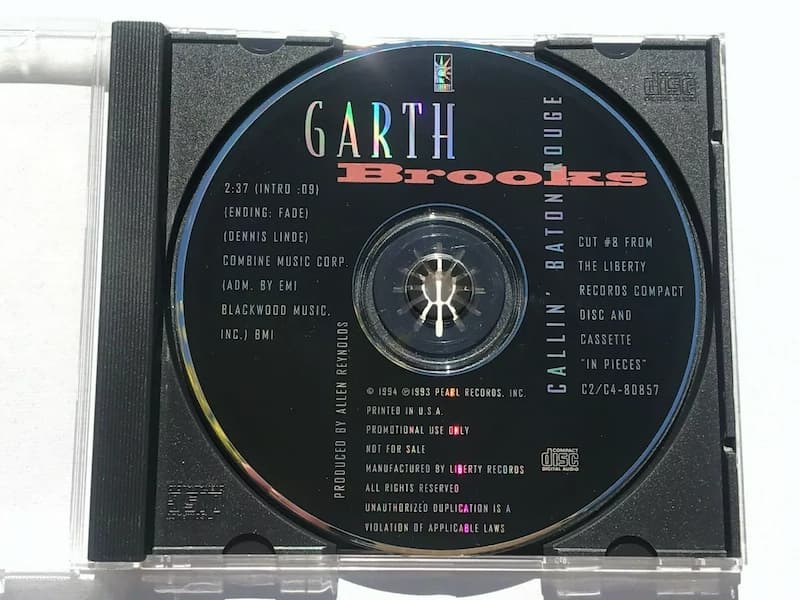 LIBERTY
GARTH
Brooks
2:37 (INTRO :09)
(ENDING: FADE)
(DENNIS LINDE)
COMBINE MUSIC CORP.
(ADM. BY EMI
BLACKWOOD MUSIC,
INC.) BMI
PRODUCED BY ALLEN REYNOLDS
CALLIN' BATON ROUGE
CUT #8 FROM
THE LIBERTY
RECORDS COMPACT
DISC AND
CASSETTE
"IN PIECES"
C2/C4-80857
© 1994 ℗1993 PEARL RECORDS, INC.
PRINTED IN U.S.A.
PROMOTIONAL USE ONLY
NOT FOR SALE
MANUFACTURED BY LIBERTY RECORDS
ALL RIGHTS RESERVED
UNAUTHORIZED DUPLICATION IS A
VIOLATION OF APPLICABLE LAWS
COMPACT
disc
DIGITAL AUDIO
disc